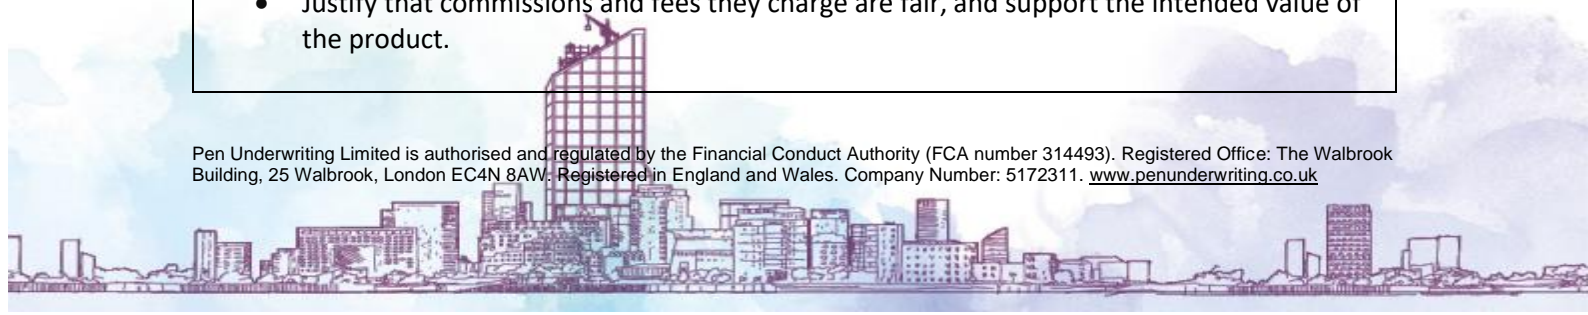 • Justify that commissions and fees they charge are fair, and support the intended value of
the product.
Pen Underwriting Limited is authorised and regulated by the Financial Conduct Authority (FCA number 314493). Registered Office: The Walbrook
Building, 25 Walbrook, London EC4N 8AW. Registered in England and Wales. Company Number: 5172311. www.penunderwriting.co.uk